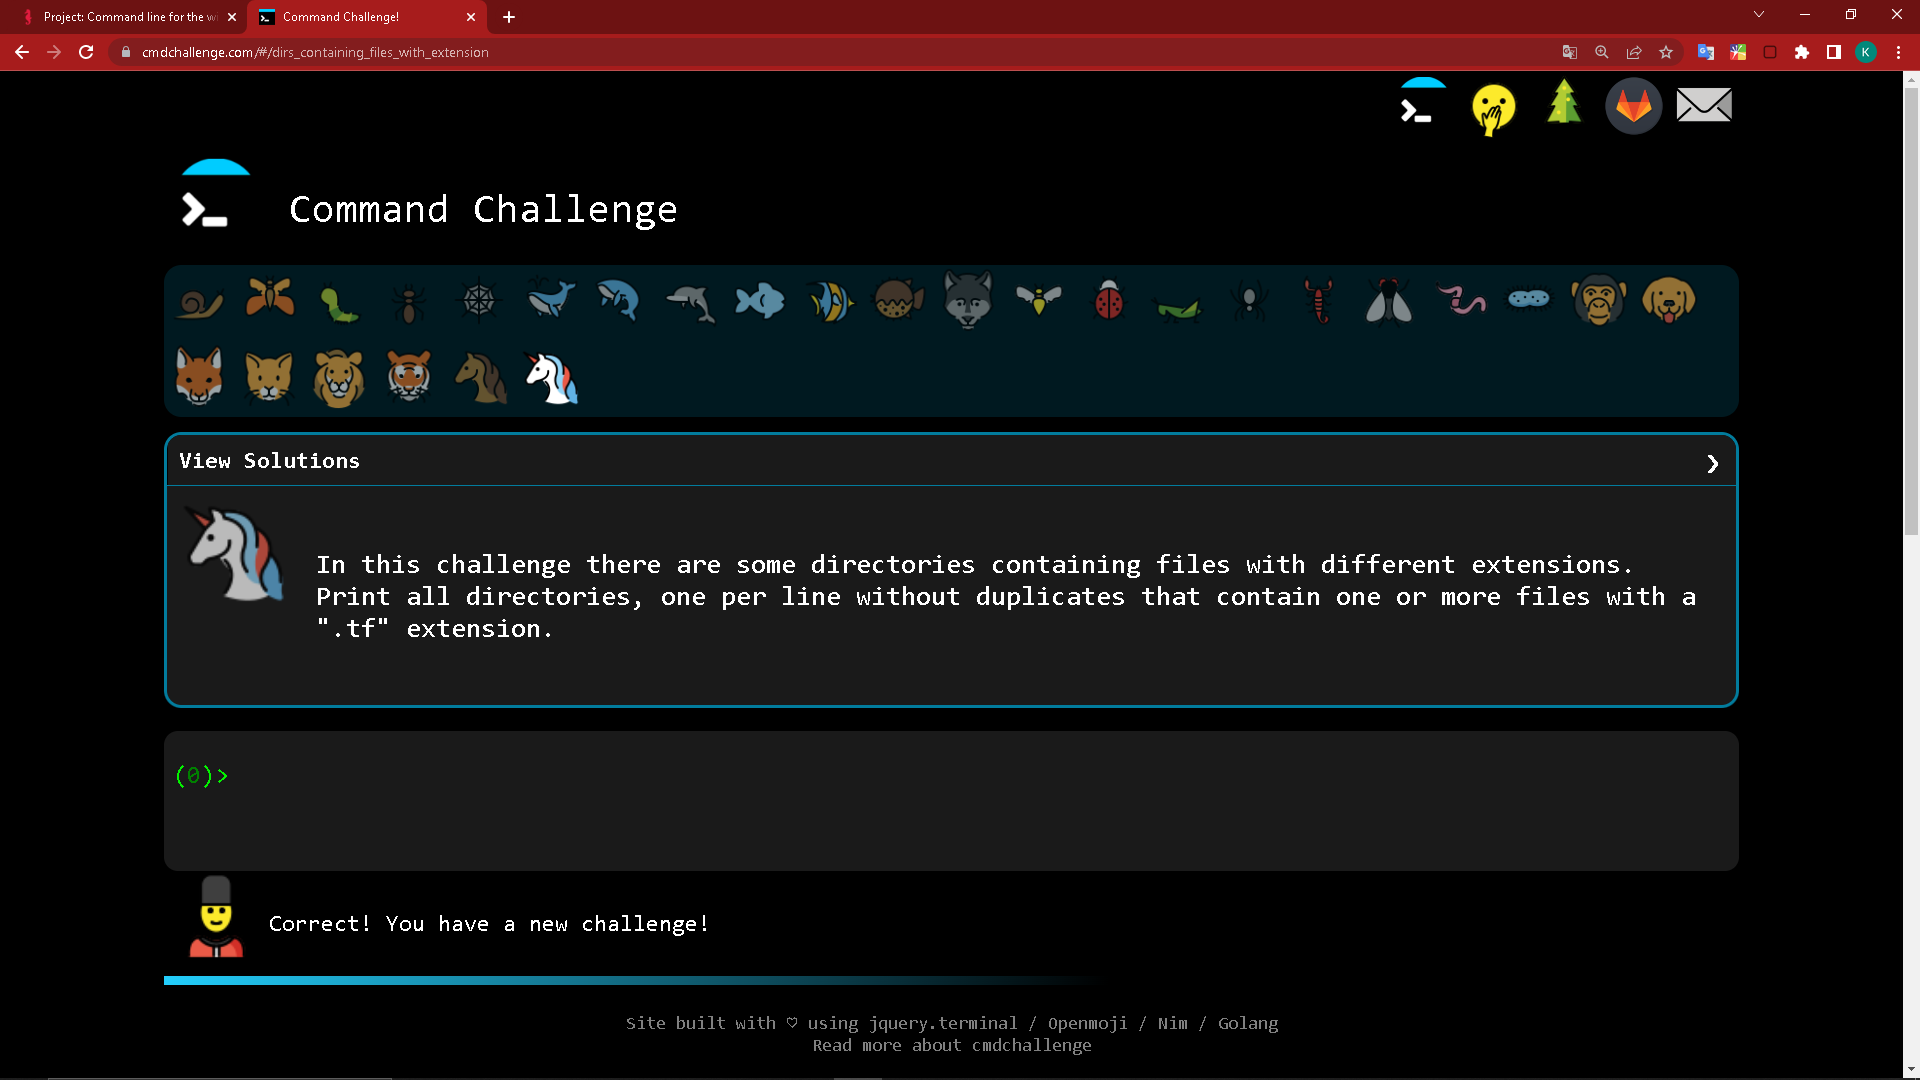 Project: Command line for the w
Command Challenge!
cmdchallenge.com/#/dirs_containing_files_with_extension
K
Command Challenge
View Solutions
In this challenge there are some directories containing files with different extensions.
Print all directories, one per line without duplicates that contain one or more files with a
".tf" extension.
(0)>
Correct! You have a new challenge!
Site built with ♡ using jquery.terminal / Openmoji / Nim / Golang
Read more about cmdchallenge